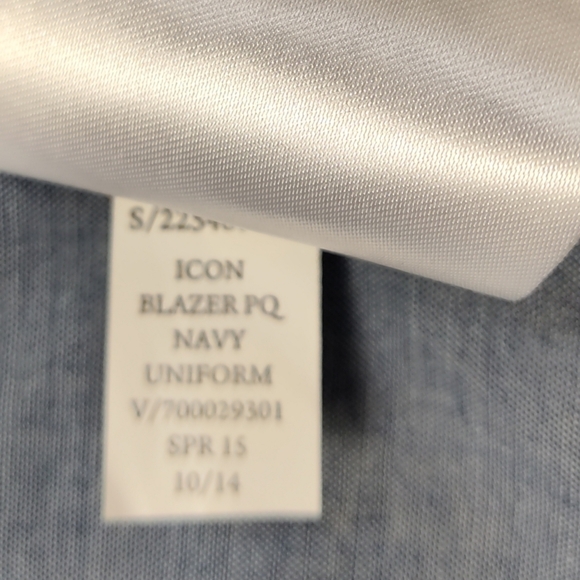 ICON
BLAZER PQ
NAVY
UNIFORM
V/700029301
SPR 15
10/14